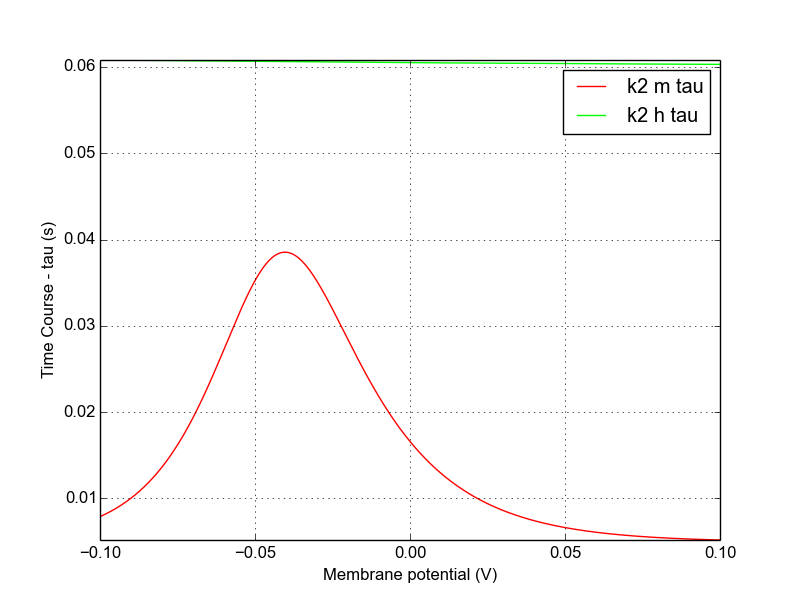 0.06
0.05
0.04
0.03
0.02
0.01
−0.10
−0.05
0.00
0.05
0.10
Time Course - tau (s)
Membrane potential (V)
k2 m tau
k2 h tau